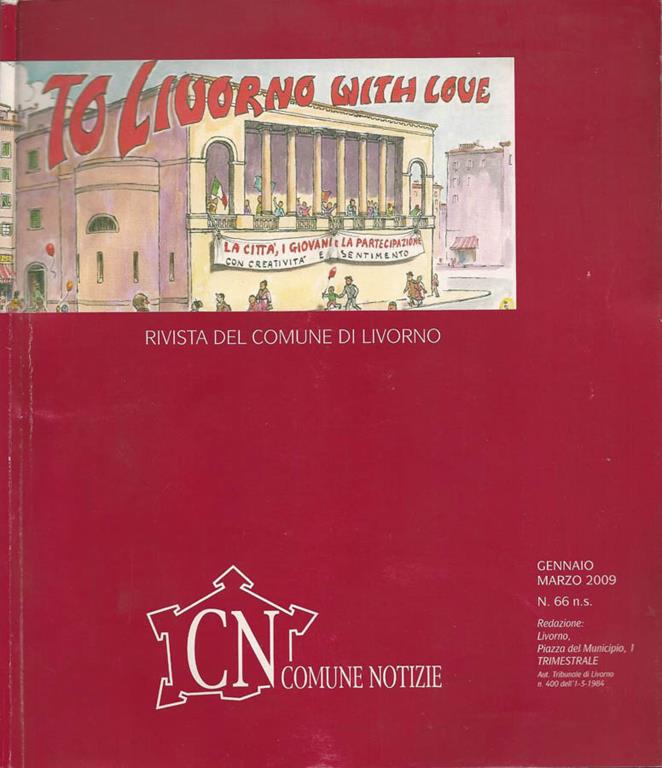 TO LIVORNO WITH LOVE
LA CITTA', I GIOVANI E LA PARTECIPAZIONE
CON CREATIVITA' E SENTIMENTO
RIVISTA DEL COMUNE DI LIVORNO
GENNAIO
MARZO 2009
N. 66 n.s.
Redazione:
Livorno,
Piazza del Municipio, 1
TRIMESTRALE
Aut. Tribunale di Livorno
n. 400 dell'1-5-1984
CN
COMUNE NOTIZIE